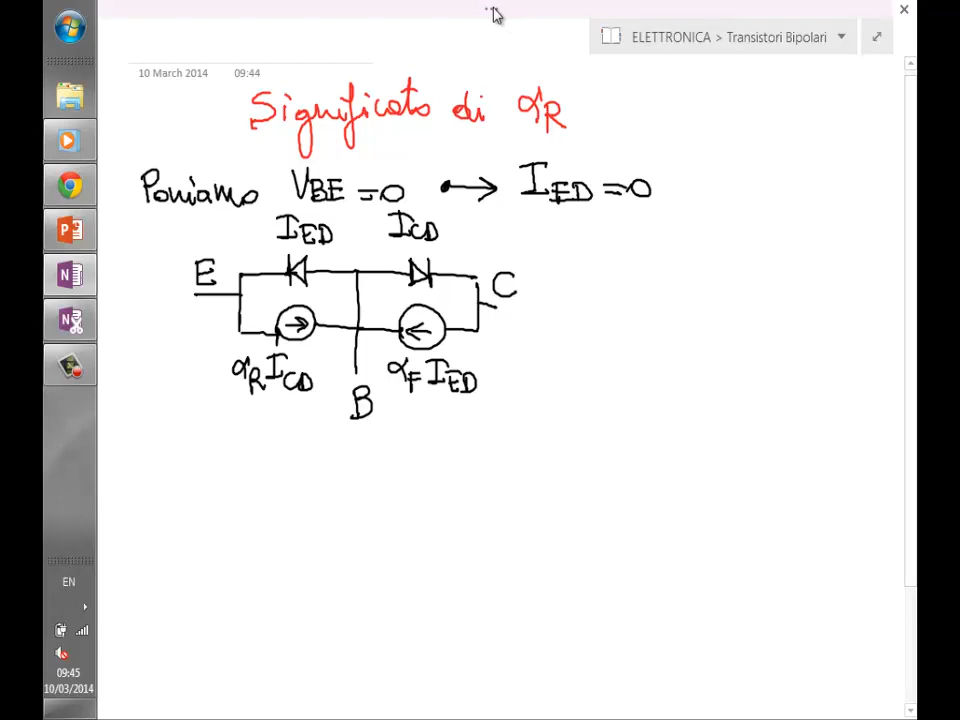 ELETTRONICA > Transistori Bipolari
10 March 2014 09:44
Significato di αR
Poniamo VBE = 0 → IED = 0
IED ICD
E C
αR ICD αF IED
B
EN
09:45
10/03/2014